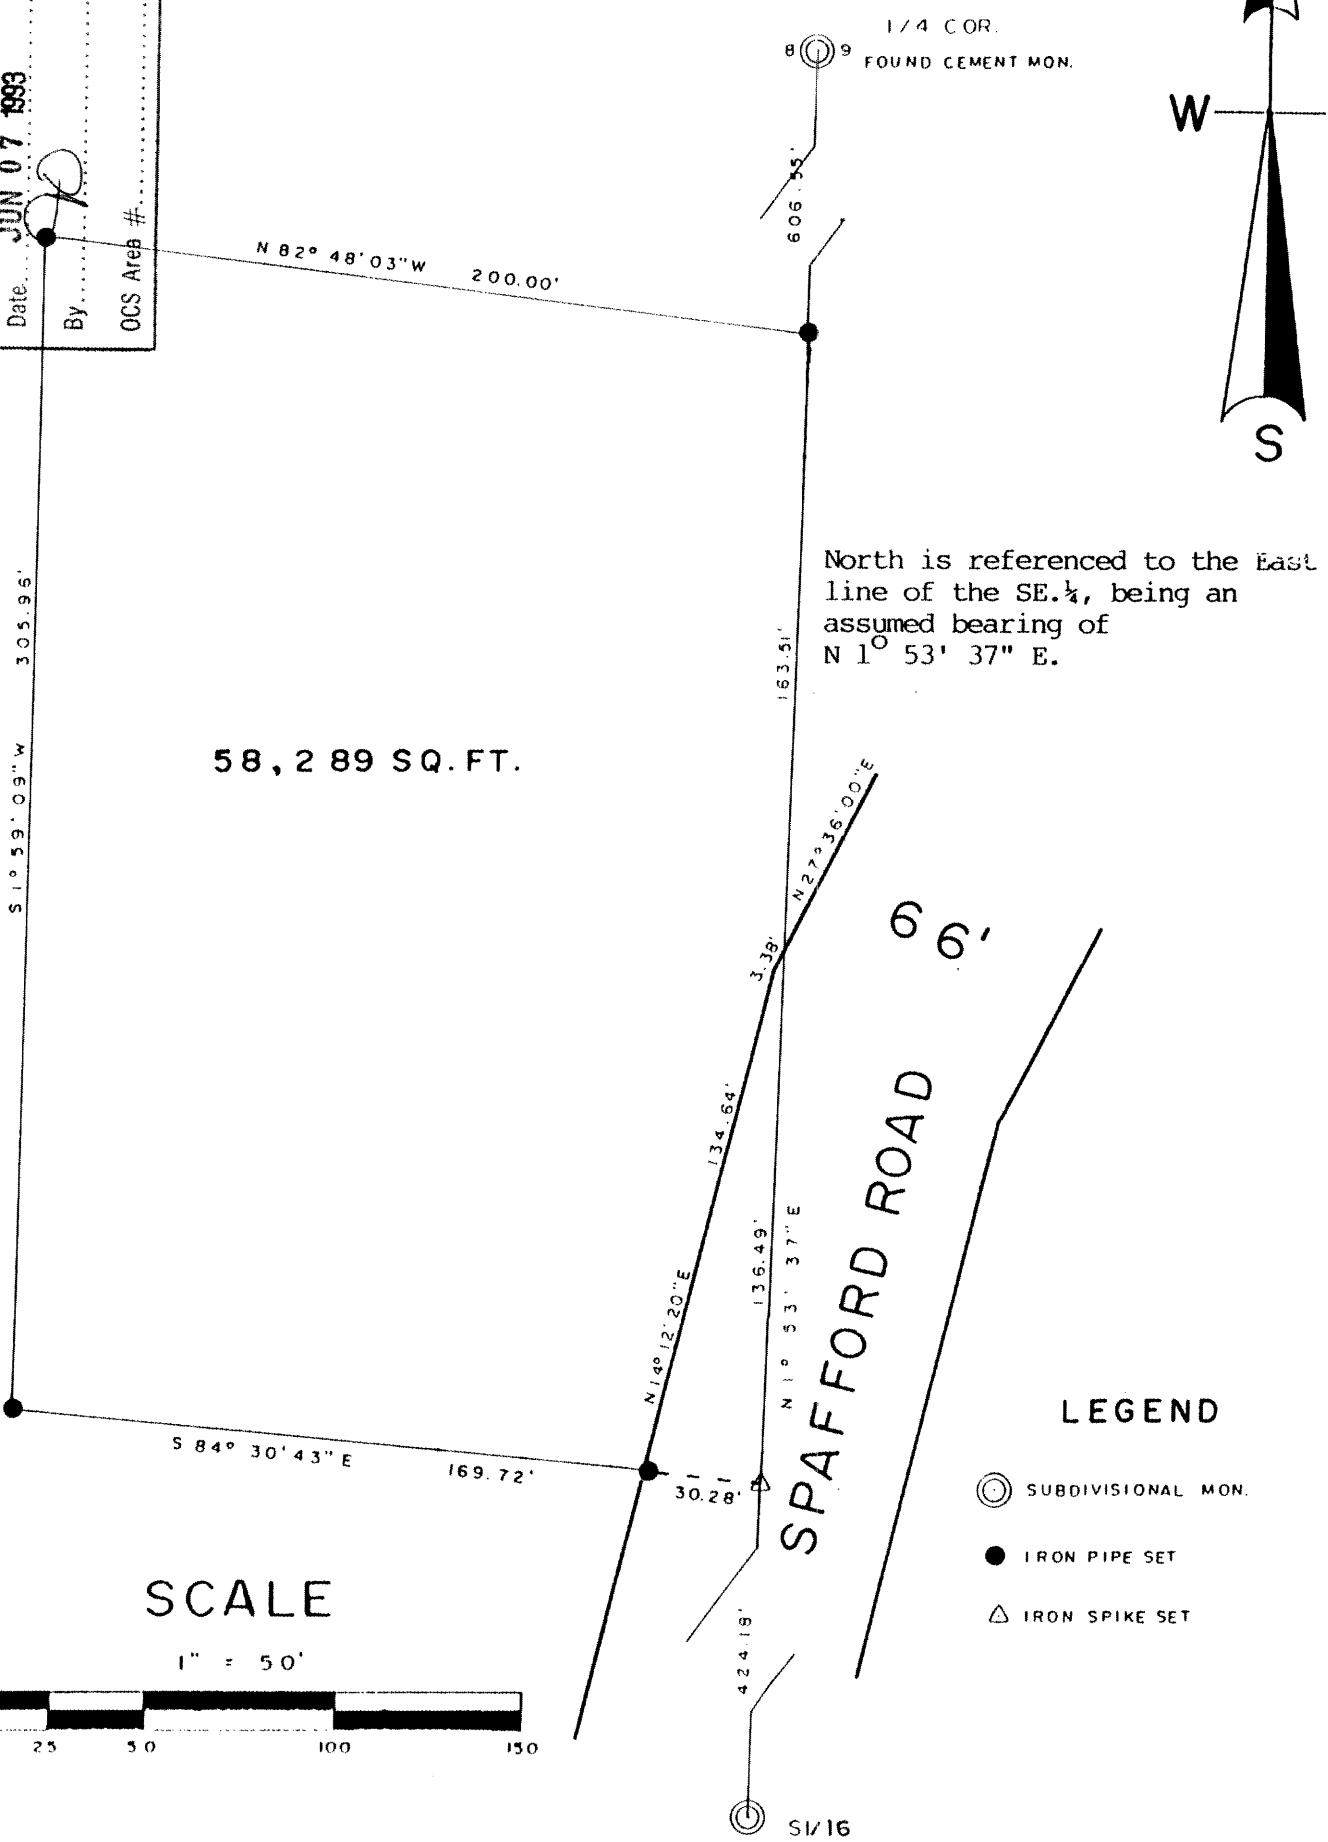 1/4 COR.
8 9 FOUND CEMENT MON.
W
S
Date JUN 07 1993
By
OCS Area #
N 82° 48' 03" W 200.00'
606.55'
305.96'
S 1° 59' 09" W
163.51'
North is referenced to the East
line of the SE.¼, being an
assumed bearing of
N 1° 53' 37" E.
58,289 SQ. FT.
N 27° 36' 00" E
66'
3.38'
134.64'
N 14° 12' 20" E
136.49'
N 1° 53' 37" E
SPAFFORD ROAD
S 84° 30' 43" E 169.72'
30.28'
424.18'
LEGEND
SUBDIVISIONAL MON.
IRON PIPE SET
IRON SPIKE SET
SCALE
1" = 50'
25 50 100 150
S1/16